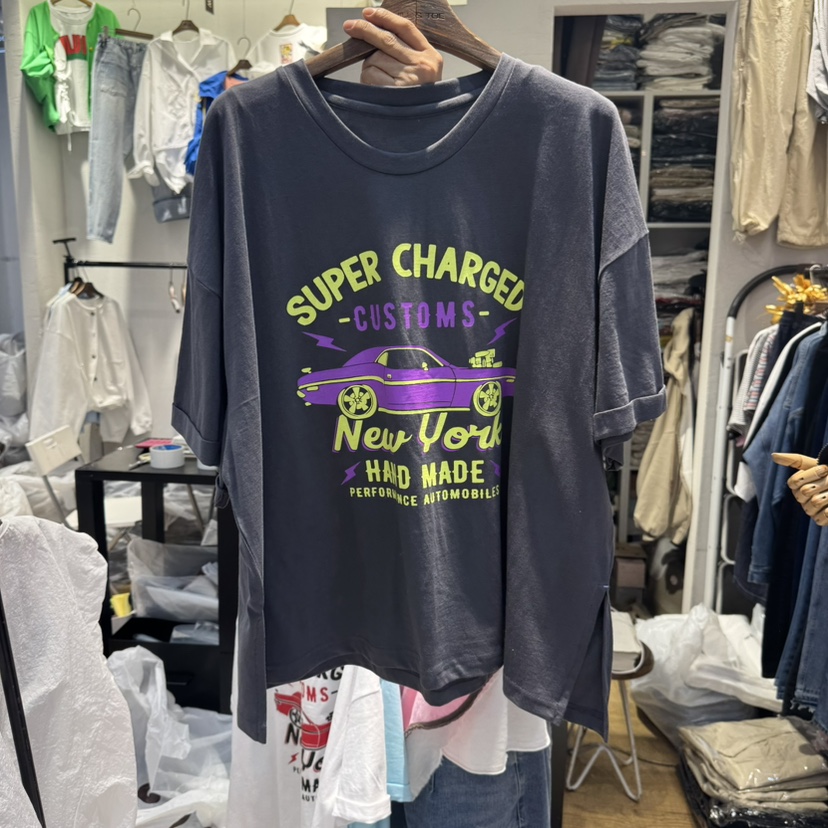 SUPER CHARGED
-CUSTOMS-
New York
HAND MADE
PERFORMANCE AUTOMOBILES